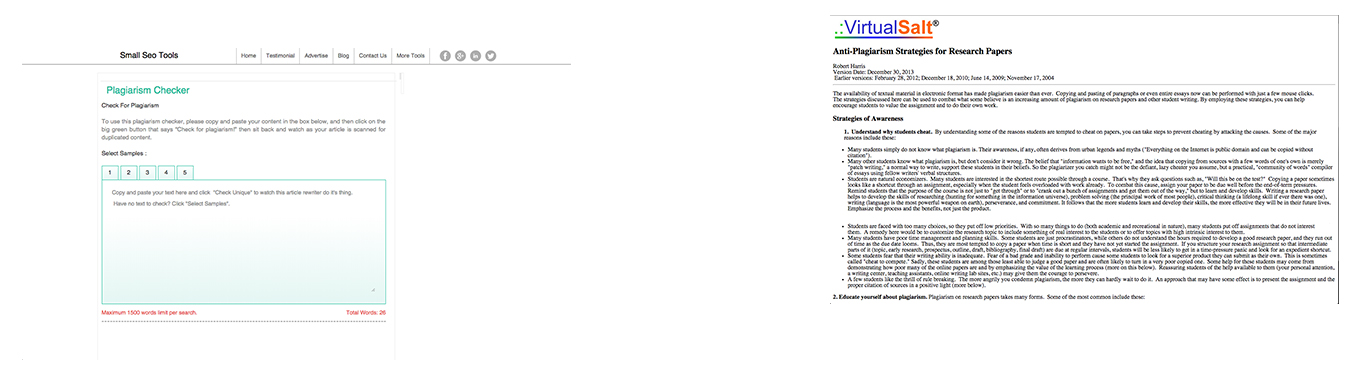 Small Seo Tools
Home
Testimonial
Advertise
Blog
Contact Us
More Tools
Plagiarism Checker
Check For Plagiarism
To use this plagiarism checker, please copy and paste your content in the box below, and then click on the
big green button that says "Check for plagiarism!" then sit back and watch as your article is scanned for
duplicated content.
Select Samples :
1
2
3
4
5
Copy and paste your text here and click "Check Unique" to watch this article rewriter do it's thing.
Have no text to check? Click "Select Samples".
Maximum 1500 words limit per search.
Total Words: 26
.:VirtualSalt®
Anti-Plagiarism Strategies for Research Papers
Robert Harris
Version Date: December 30, 2013
Earlier versions: February 28, 2012; December 18, 2010; June 14, 2009; November 17, 2004
The availability of textual material in electronic format has made plagiarism easier than ever. Copying and pasting of paragraphs or even entire essays now can be performed with just a few mouse clicks.
The strategies discussed here can be used to combat what some believe is an increasing amount of plagiarism on research papers and other student writing. By employing these strategies, you can help
encourage students to value the assignment and to do their own work.
Strategies of Awareness
1. Understand why students cheat. By understanding some of the reasons students are tempted to cheat on papers, you can take steps to prevent cheating by attacking the causes. Some of the major
reasons include these:
• Many students simply do not know what plagiarism is. Their awareness, if any, often derives from urban legends and myths ("Everything on the Internet is public domain and can be copied without
citation").
• Many other students know what plagiarism is, but don't consider it wrong. The belief that "information wants to be free," and the idea that copying from sources with a few words of one's own is merely
"patch writing," a normal way to write, support these students in their beliefs. So the plagiarizer you catch might not be the defiant, lazy cheater you assume, but a practical, "community of words" compiler
of essays using fellow writers' verbal structures.
• Students are natural economizers. Many students are interested in the shortest route possible through a course. That's why they ask questions such as, "Will this be on the test?" Copying a paper sometimes
looks like a shortcut through an assignment, especially when the student feels overloaded with work already. To combat this cause, assign your paper to be due well before the end-of-term pressures.
Remind students that the purpose of the course is not just to "get through" or to "crank out a bunch of assignments and get them out of the way," but to learn and develop skills. Writing a research paper
helps to develop the skills of researching (hunting for something in the information universe), problem solving (the principal work of most people), critical thinking (a lifelong skill if ever there was one),
writing (language is the most powerful weapon on earth), perseverance, and commitment. It follows that the more students learn and develop their skills, the more effective they will be in their future lives.
Emphasize the process and the benefits, not just the product.
• Students are faced with too many choices, so they put off low priorities. With so many things to do (both academic and recreational in nature), many students put off assignments that do not interest
them. A remedy here would be to customize the research topic to include something of real interest to the students or to offer topics with high intrinsic interest to them.
• Many students have poor time management and planning skills. Some students are just procrastinators, while others do not understand the hours required to develop a good research paper, and they run out
of time as the due date looms. Thus, they are most tempted to copy a paper when time is short and they have not yet started the assignment. If you structure your research assignment so that intermediate
parts of it (topic, early research, prospectus, outline, draft, bibliography, final draft) are due at regular intervals, students will be less likely to get in a time-pressure panic and look for an expedient shortcut.
• Some students fear that their writing ability is inadequate. Fear of a bad grade and inability to perform cause some students to look for a superior product they can submit as their own. This is sometimes
called "cheat to compete." Sadly, these students are among those least able to judge a good paper and are often likely to turn in a very poor copied one. Some help for these students may come from
demonstrating how poor many of the online papers are and by emphasizing the value of the learning process (more on this below). Reassuring students of the help available to them (your personal attention,
a writing center, teaching assistants, online writing lab sites, etc.) may give them the courage to persevere.
• A few students like the thrill of rule breaking. The more angrily you condemn plagiarism, the more they can hardly wait to do it. An approach that may have some effect is to present the assignment and the
proper citation of sources in a positive light (more below).
2. Educate yourself about plagiarism. Plagiarism on research papers takes many forms. Some of the most common include these: